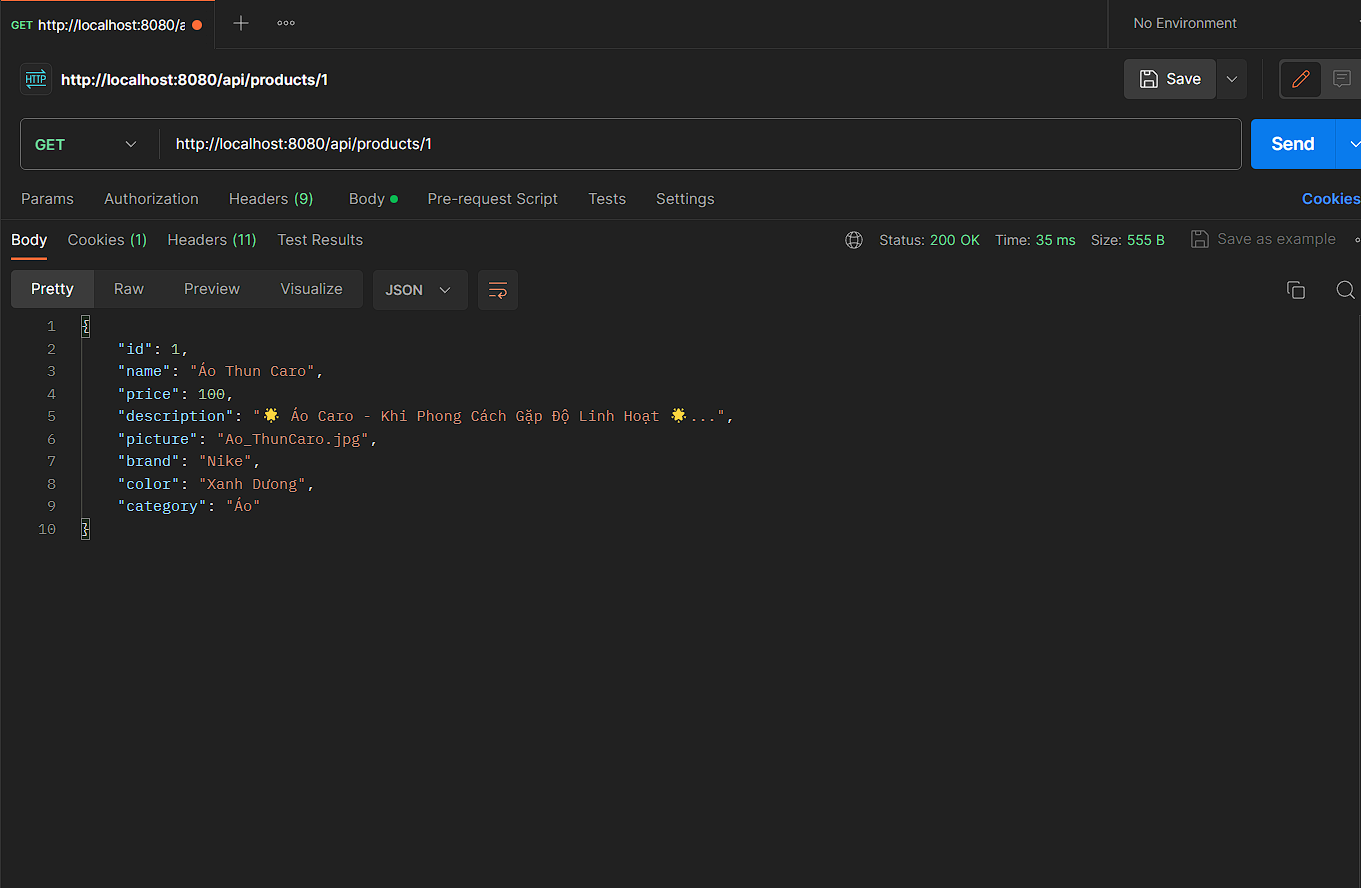 GET http://localhost:8080/a No Environment
HTTP http://localhost:8080/api/products/1 Save
GET http://localhost:8080/api/products/1 Send
Params Authorization Headers (9) Body Pre-request Script Tests Settings Cookies
Body Cookies (1) Headers (11) Test Results Status: 200 OK Time: 35 ms Size: 555 B Save as example
Pretty Raw Preview Visualize JSON
1 {
2 "id": 1,
3 "name": "Áo Thun Caro",
4 "price": 100,
5 "description": "🌟 Áo Caro - Khi Phong Cách Gặp Độ Linh Hoạt 🌟...",
6 "picture": "Ao_ThunCaro.jpg",
7 "brand": "Nike",
8 "color": "Xanh Dương",
9 "category": "Áo"
10 }